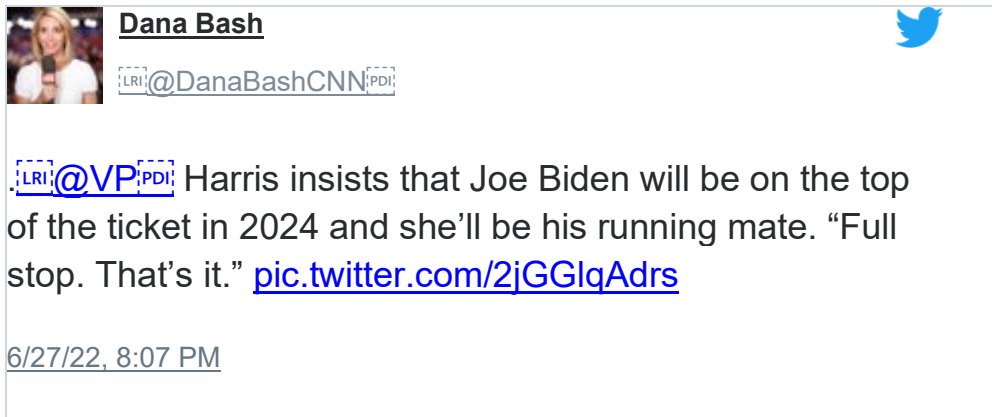 Dana Bash
@DanaBashCNN
.@VP Harris insists that Joe Biden will be on the top
of the ticket in 2024 and she’ll be his running mate. “Full
stop. That’s it.” pic.twitter.com/2jGGlqAdrs
6/27/22, 8:07 PM